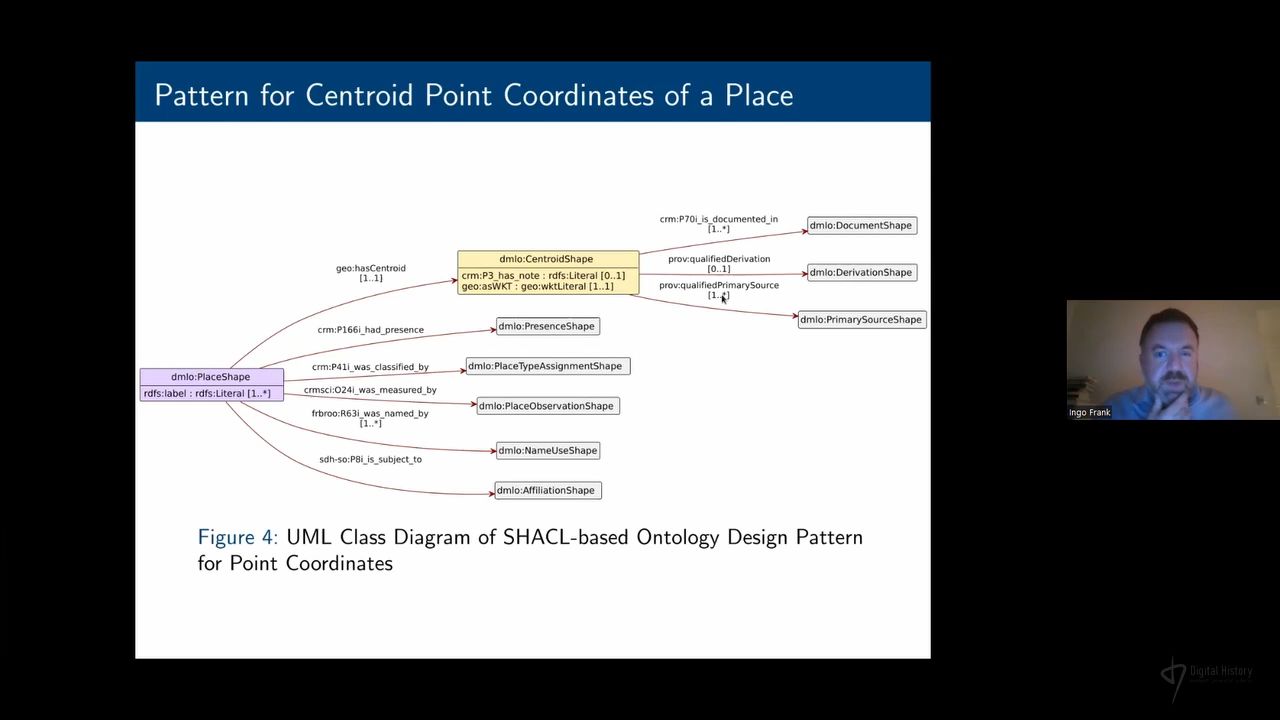 Pattern for Centroid Point Coordinates of a Place
crm:P70i_is_documented_in
[1..*]
dmlo:DocumentShape
dmlo:CentroidShape
crm:P3_has_note : rdfs:Literal [0..1]
geo:asWKT : geo:wktLiteral [1..1]
prov:qualifiedDerivation
[0..1]
dmlo:DerivationShape
geo:hasCentroid
[1..1]
prov:qualifiedPrimarySource
[1..*]
dmlo:PrimarySourceShape
crm:P166i_had_presence
dmlo:PresenceShape
crm:P41i_was_classified_by
dmlo:PlaceTypeAssignmentShape
dmlo:PlaceShape
rdfs:label : rdfs:Literal [1..*]
crmsci:O24i_was_measured_by
dmlo:PlaceObservationShape
frbroo:R63i_was_named_by
[1..*]
dmlo:NameUseShape
sdh-so:P8i_is_subject_to
dmlo:AffiliationShape
Figure 4: UML Class Diagram of SHACL-based Ontology Design Pattern
for Point Coordinates
Ingo Frank
Digital History